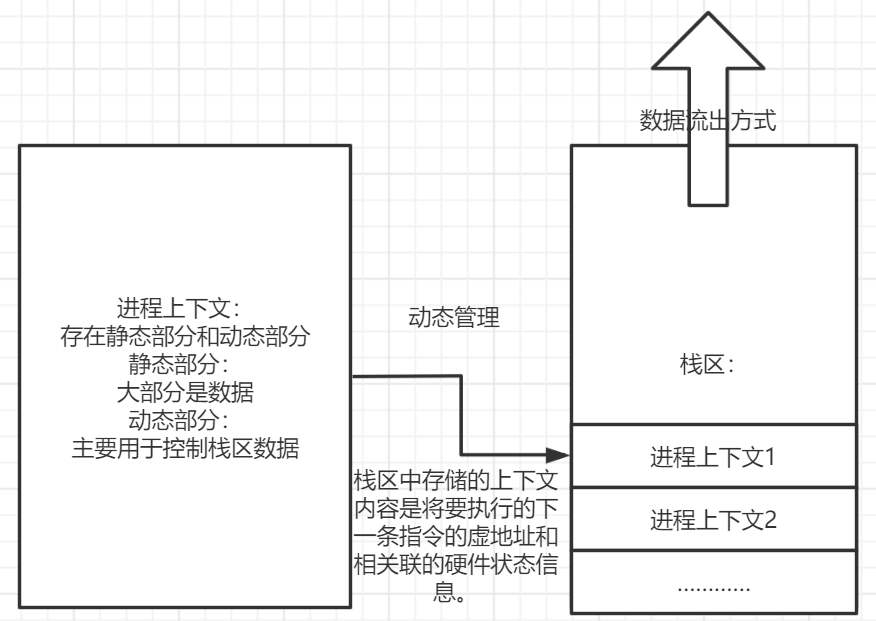 数据流出方式
进程上下文：
存在静态部分和动态部分
静态部分：
大部分是数据
动态部分：
主要用于控制栈区数据
动态管理
栈区中存储的上下文
内容是将要执行的下
一条指令的虚地址和
相关联的硬件状态信
息。
栈区：
进程上下文1
进程上下文2
…………